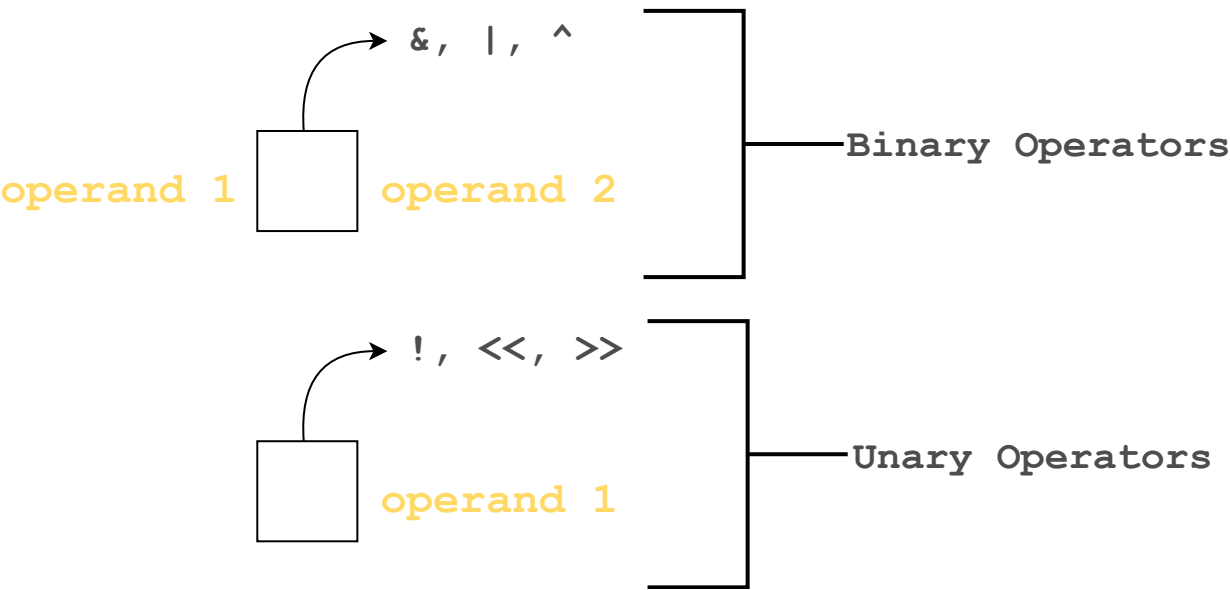 &, |, ^
Binary Operators
operand 1
operand 2
!, <<, >>
Unary Operators
operand 1